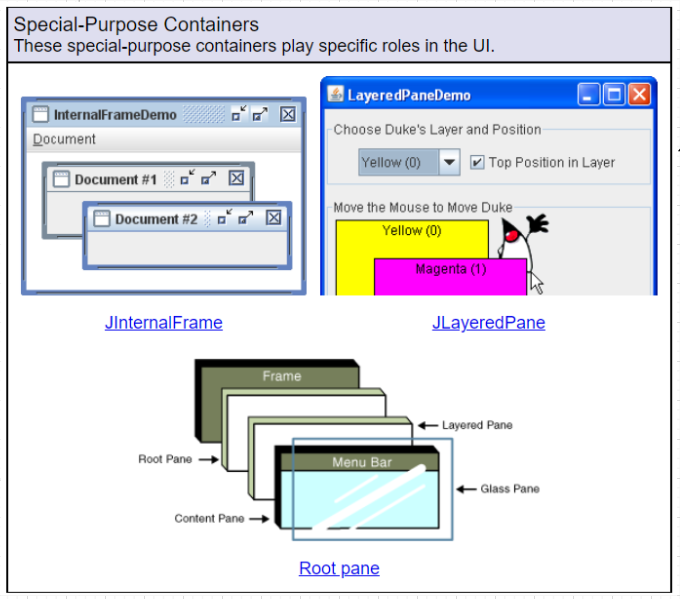 Special-Purpose Containers
These special-purpose containers play specific roles in the UI.
InternalFrameDemo
Document
Document #1
Document #2
JInternalFrame
LayeredPaneDemo
Choose Duke's Layer and Position
Yellow (0)
Top Position in Layer
Move the Mouse to Move Duke
Yellow (0)
Magenta (1)
JLayeredPane
Frame
Layered Pane
Root Pane
Menu Bar
Glass Pane
Content Pane
Root pane